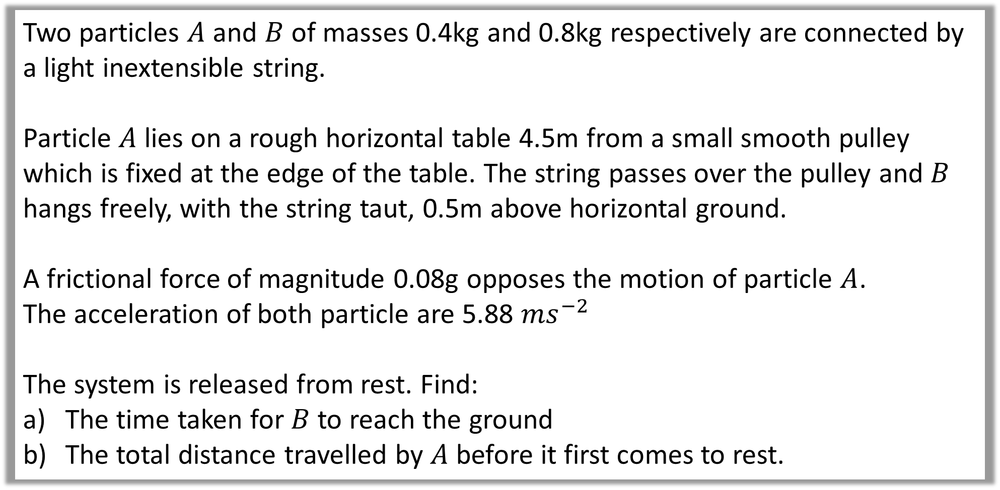 Two particles A and B of masses 0.4kg and 0.8kg respectively are connected by
a light inextensible string.
Particle A lies on a rough horizontal table 4.5m from a small smooth pulley
which is fixed at the edge of the table. The string passes over the pulley and B
hangs freely, with the string taut, 0.5m above horizontal ground.
A frictional force of magnitude 0.08g opposes the motion of particle A.
The acceleration of both particle are 5.88 ms⁻²
The system is released from rest. Find:
a) The time taken for B to reach the ground
b) The total distance travelled by A before it first comes to rest.